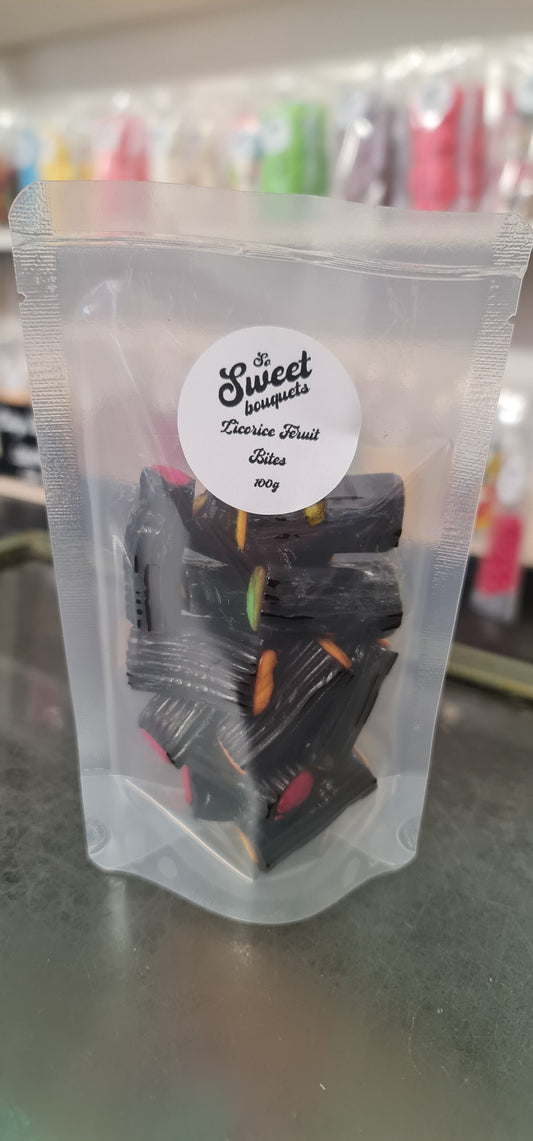 So
Sweet
bouquets
Licorice Fruit
Bites
100g